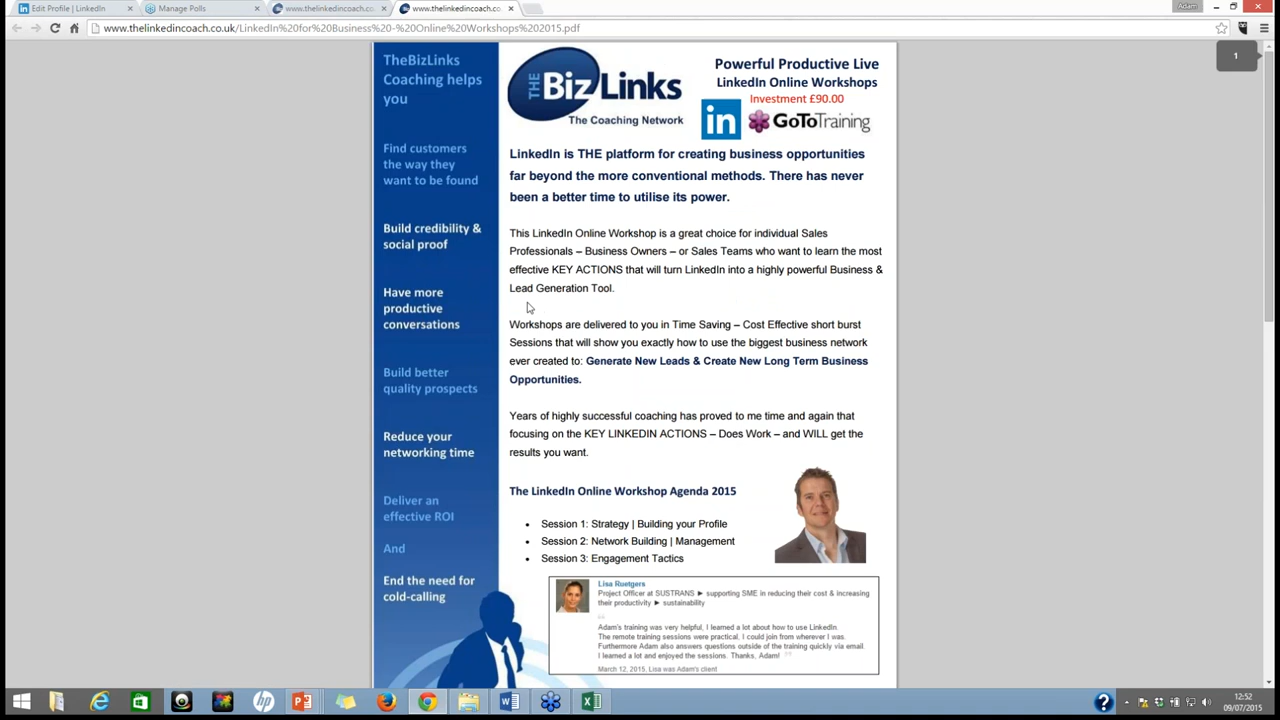 Edit Profile | LinkedIn
Manage Polls
www.thelinkedincoach.co.
www.thelinkedincoach.co.
Adam
www.thelinkedincoach.co.uk/LinkedIn%20for%20Business%20-%20Online%20Workshops%202015.pdf
1
TheBizLinks
Coaching helps
you
Find customers
the way they
want to be found
Build credibility &
social proof
Have more
productive
conversations
Build better
quality prospects
Reduce your
networking time
Deliver an
effective ROI
And
End the need for
cold-calling
THE BizLinks
The Coaching Network
Powerful Productive Live
LinkedIn Online Workshops
Investment £90.00
in GoToTraining
LinkedIn is THE platform for creating business opportunities
far beyond the more conventional methods. There has never
been a better time to utilise its power.
This LinkedIn Online Workshop is a great choice for individual Sales
Professionals – Business Owners – or Sales Teams who want to learn the most
effective KEY ACTIONS that will turn LinkedIn into a highly powerful Business &
Lead Generation Tool.
Workshops are delivered to you in Time Saving – Cost Effective short burst
Sessions that will show you exactly how to use the biggest business network
ever created to: Generate New Leads & Create New Long Term Business
Opportunities.
Years of highly successful coaching has proved to me time and again that
focusing on the KEY LINKEDIN ACTIONS – Does Work – and WILL get the
results you want.
The LinkedIn Online Workshop Agenda 2015
• Session 1: Strategy | Building your Profile
• Session 2: Network Building | Management
• Session 3: Engagement Tactics
Lisa Ruetgers
Project Officer at SUSTRANS ► supporting SME in reducing their cost & increasing
their productivity ► sustainability
“
Adam's training was very helpful, I learned a lot about how to use LinkedIn.
The remote training sessions were practical, I could join from wherever I was.
Furthermore Adam also answers questions outside of the training quickly via email.
I learned a lot and enjoyed the sessions. Thanks, Adam! ”
March 12, 2015, Lisa was Adam's client
hp
?
12:52
09/07/2015